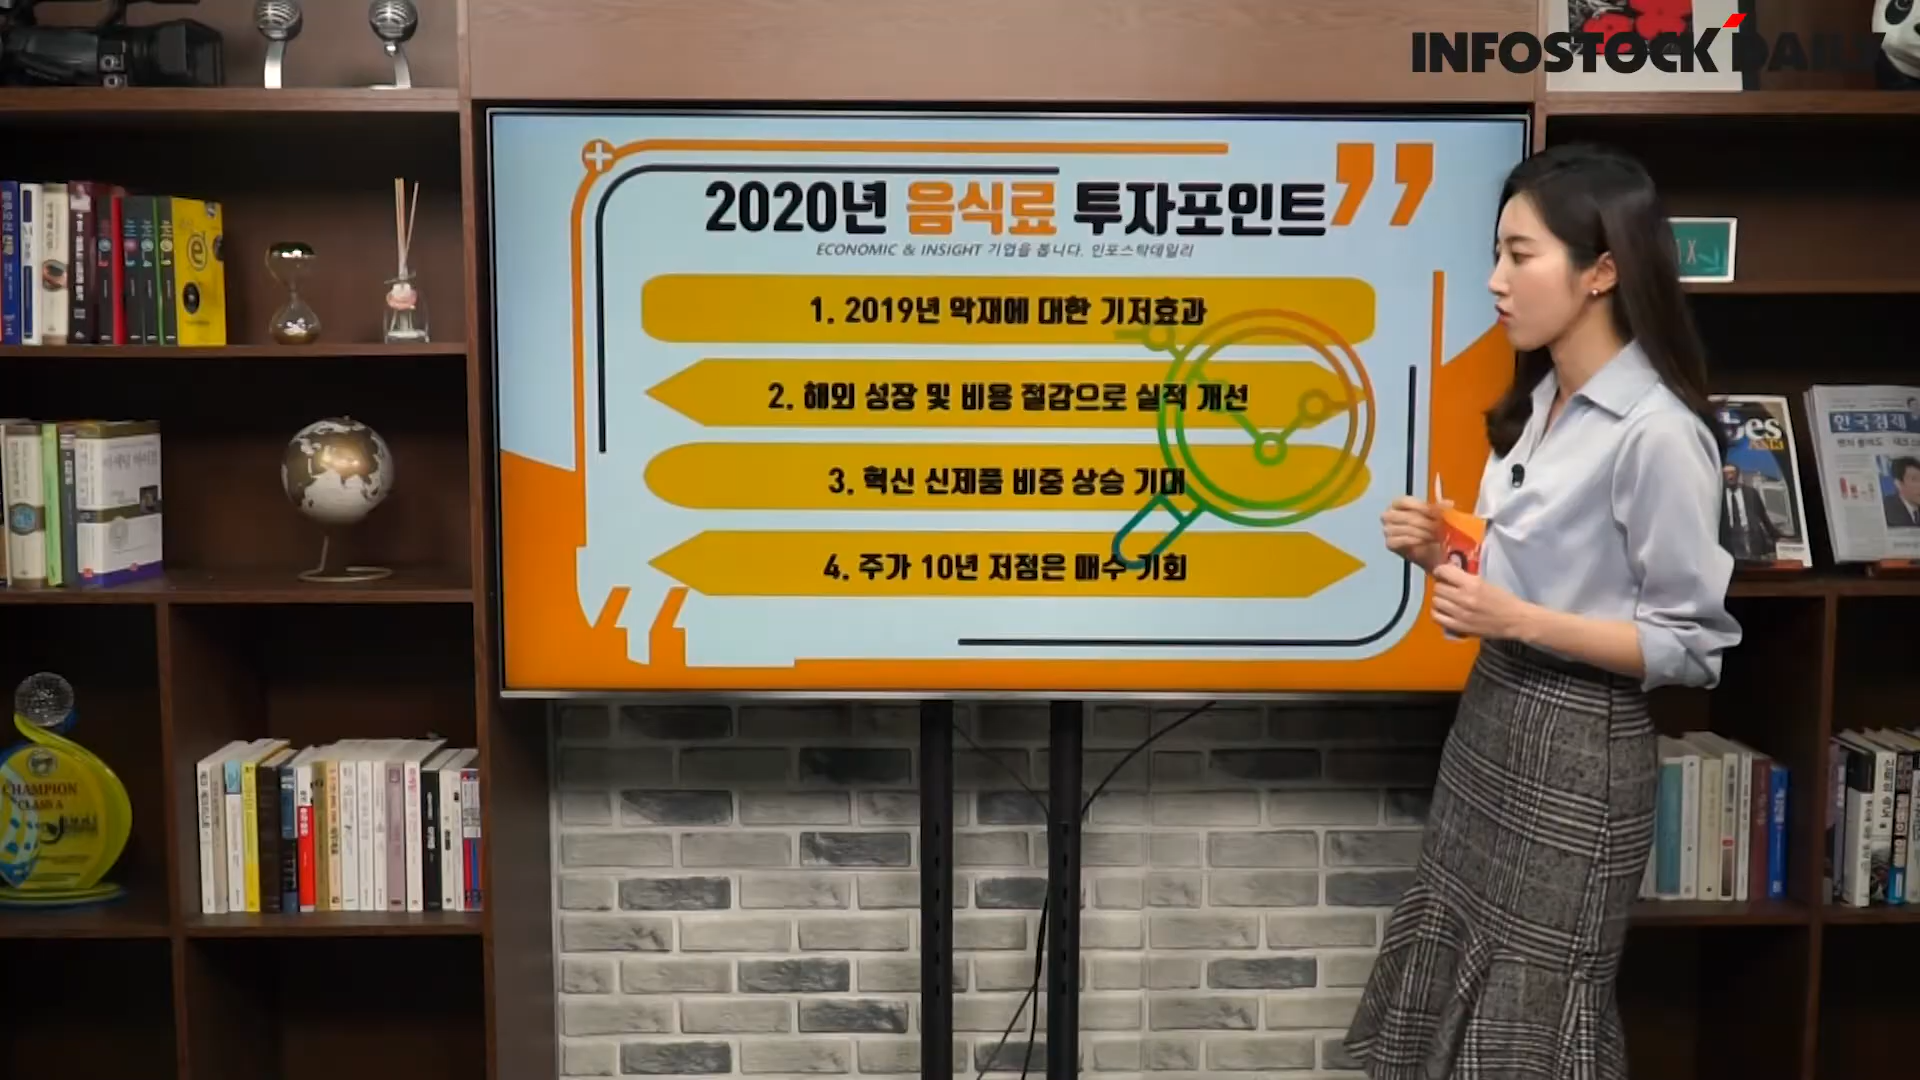 INFOSTOCK DAILY
2020년 음식료 투자포인트
ECONOMIC & INSIGHT 기업을 봅니다. 인포스탁데일리
1. 2019년 악재에 대한 기저효과
2. 해외 성장 및 비용 절감으로 실적 개선
3. 혁신 신제품 비중 상승 기대
4. 주가 10년 저점은 매수 기회
한국경제
CHAMPION
CLASS A